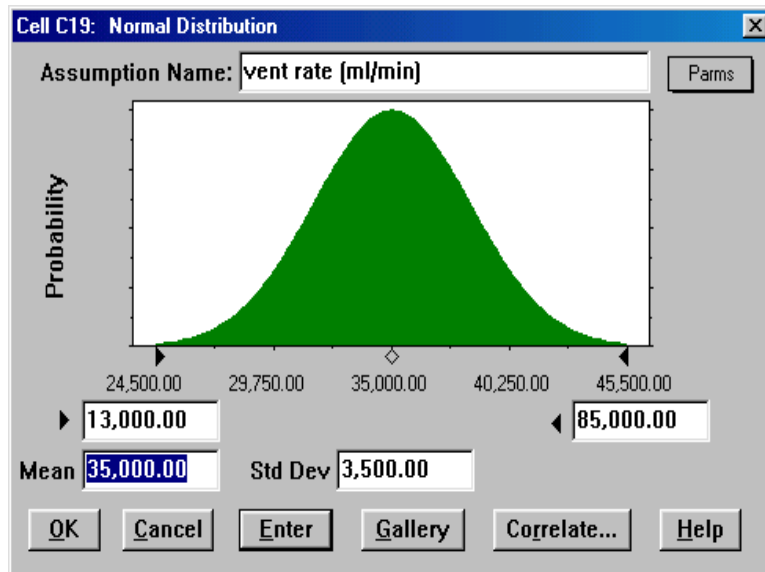 Cell C19: Normal Distribution
Assumption Name: vent rate (ml/min)
Parms
Probability
24,500.00 29,750.00 35,000.00 40,250.00 45,500.00
13,000.00 85,000.00
Mean 35,000.00 Std Dev 3,500.00
OK Cancel Enter Gallery Correlate... Help